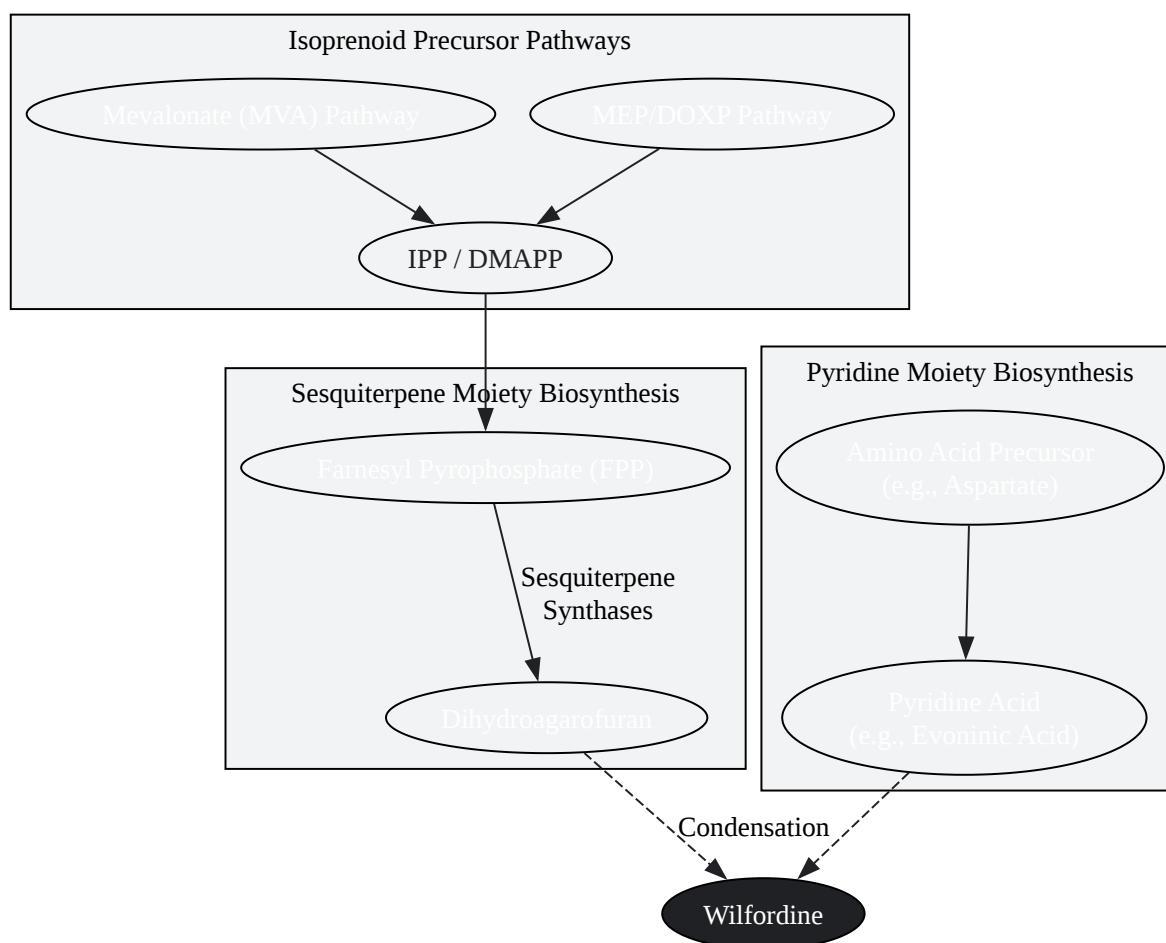 Isoprenoid Precursor Pathways
Mevalonate (MVA) Pathway
MEP/DOXP Pathway
IPP / DMAPP
Sesquiterpene Moiety Biosynthesis
Farnesyl Pyrophosphate (FPP)
Sesquiterpene
Synthases
Dihydroagarofuran
Pyridine Moiety Biosynthesis
Amino Acid Precursor
(e.g., Aspartate)
Pyridine Acid
(e.g., Evoninic Acid)
Condensation
Wilfordine